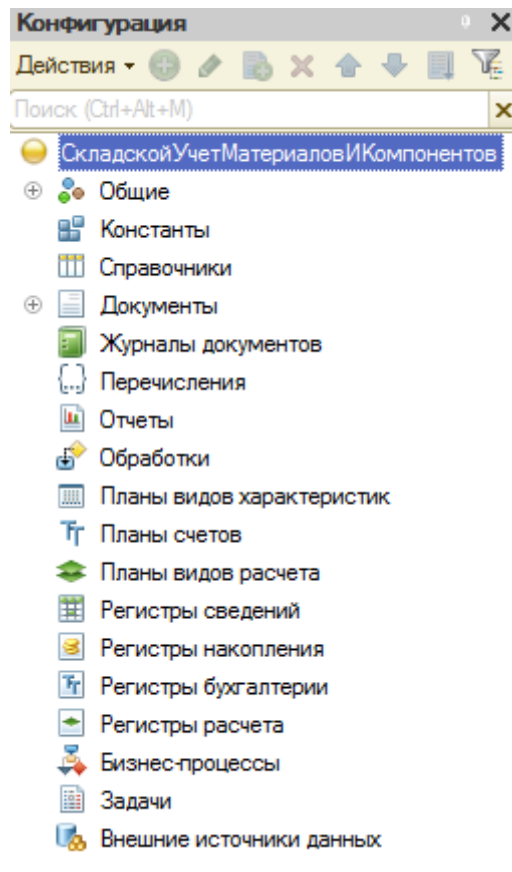 Конфигурация
Действия
Поиск (Ctrl+Alt+M)
СкладскойУчетМатериаловИКомпонентов
Общие
Константы
Справочники
Документы
Журналы документов
Перечисления
Отчеты
Обработки
Планы видов характеристик
Планы счетов
Планы видов расчета
Регистры сведений
Регистры накопления
Регистры бухгалтерии
Регистры расчета
Бизнес-процессы
Задачи
Внешние источники данных